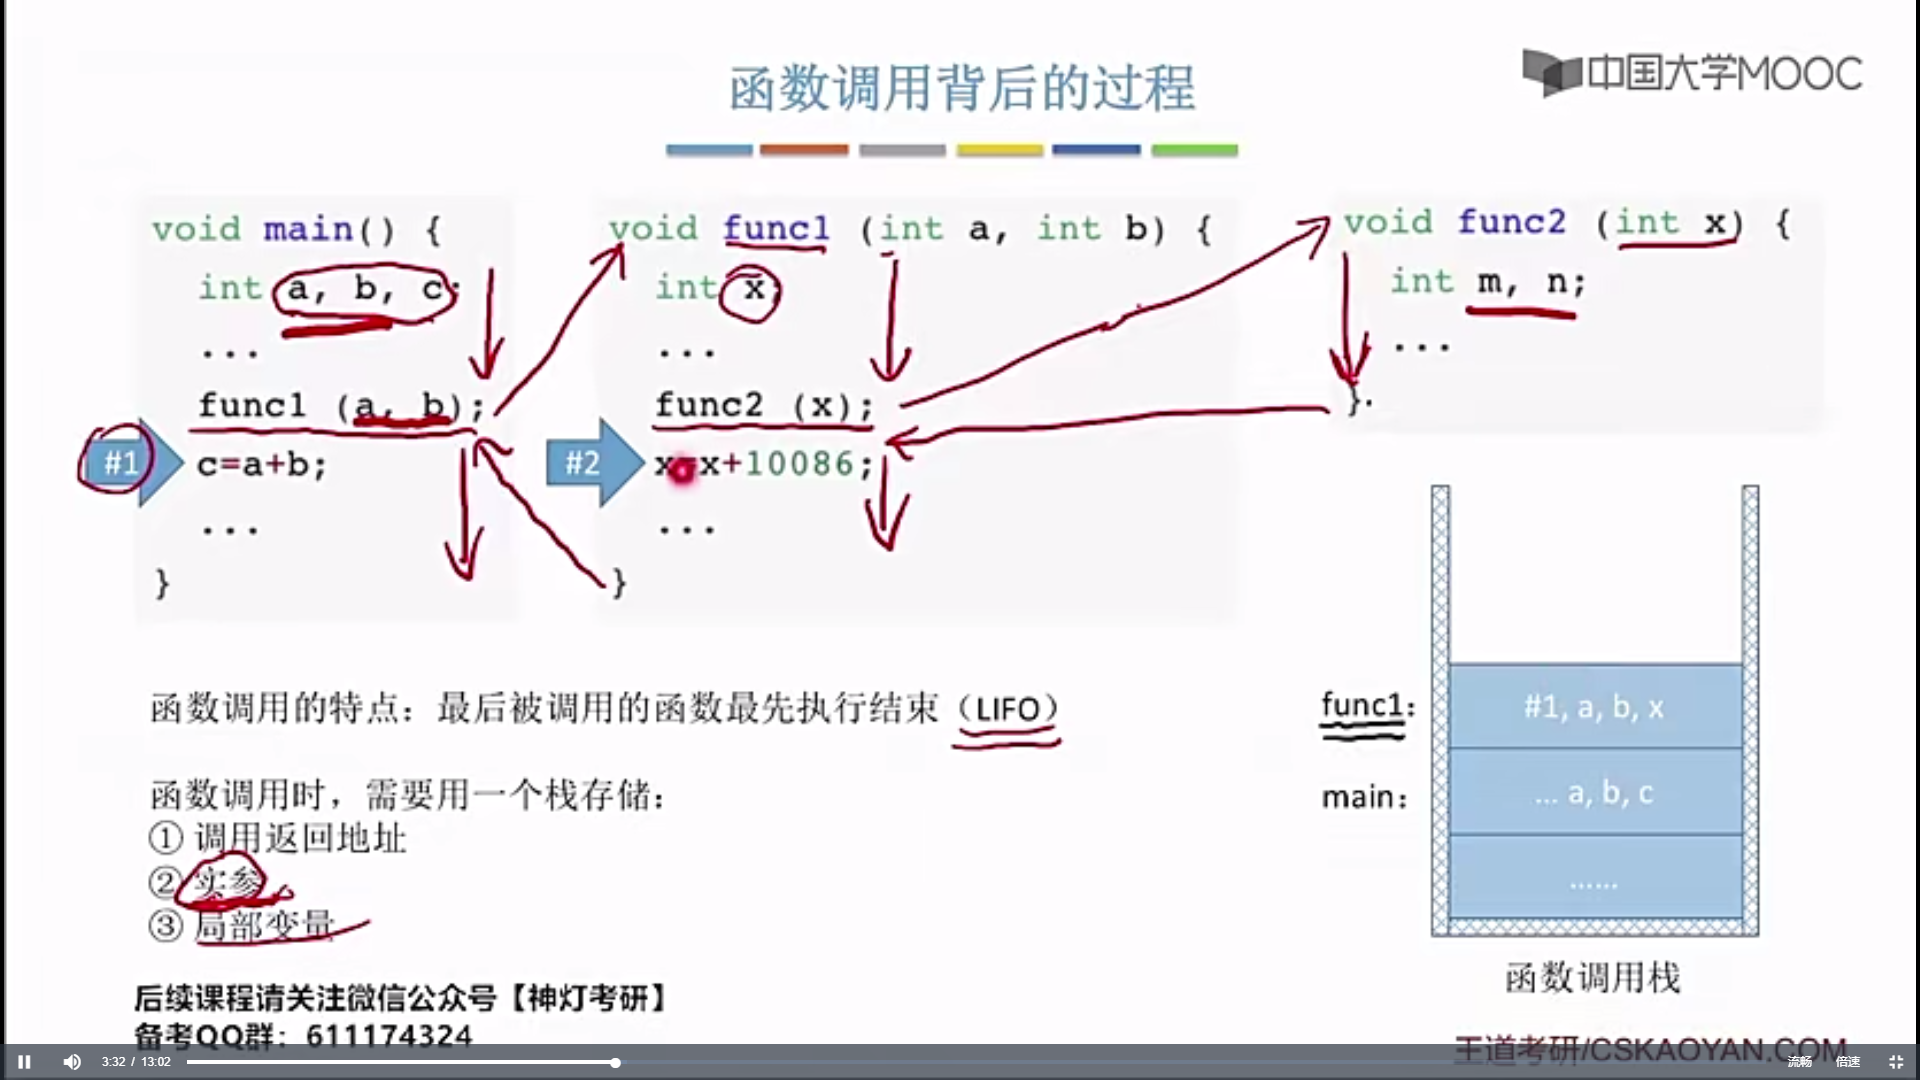 函数调用背后的过程
中国大学MOOC
void main() {
int a, b, c;
...
func1 (a, b);
#1
c=a+b;
...
}
void func1 (int a, int b) {
int x;
...
func2 (x);
#2
x=x+10086;
...
}
void func2 (int x) {
int m, n;
...
}
函数调用的特点：最后被调用的函数最先执行结束（LIFO）
函数调用时，需要用一个栈存储：
① 调用返回地址
② 实参
③ 局部变量
func1：
#1, a, b, x
main：
... a, b, c
......
函数调用栈
后续课程请关注微信公众号【神灯考研】
备考QQ群：611174324
王道考研/CSKAOYAN.COM
3:32 / 13:02
流畅
倍速